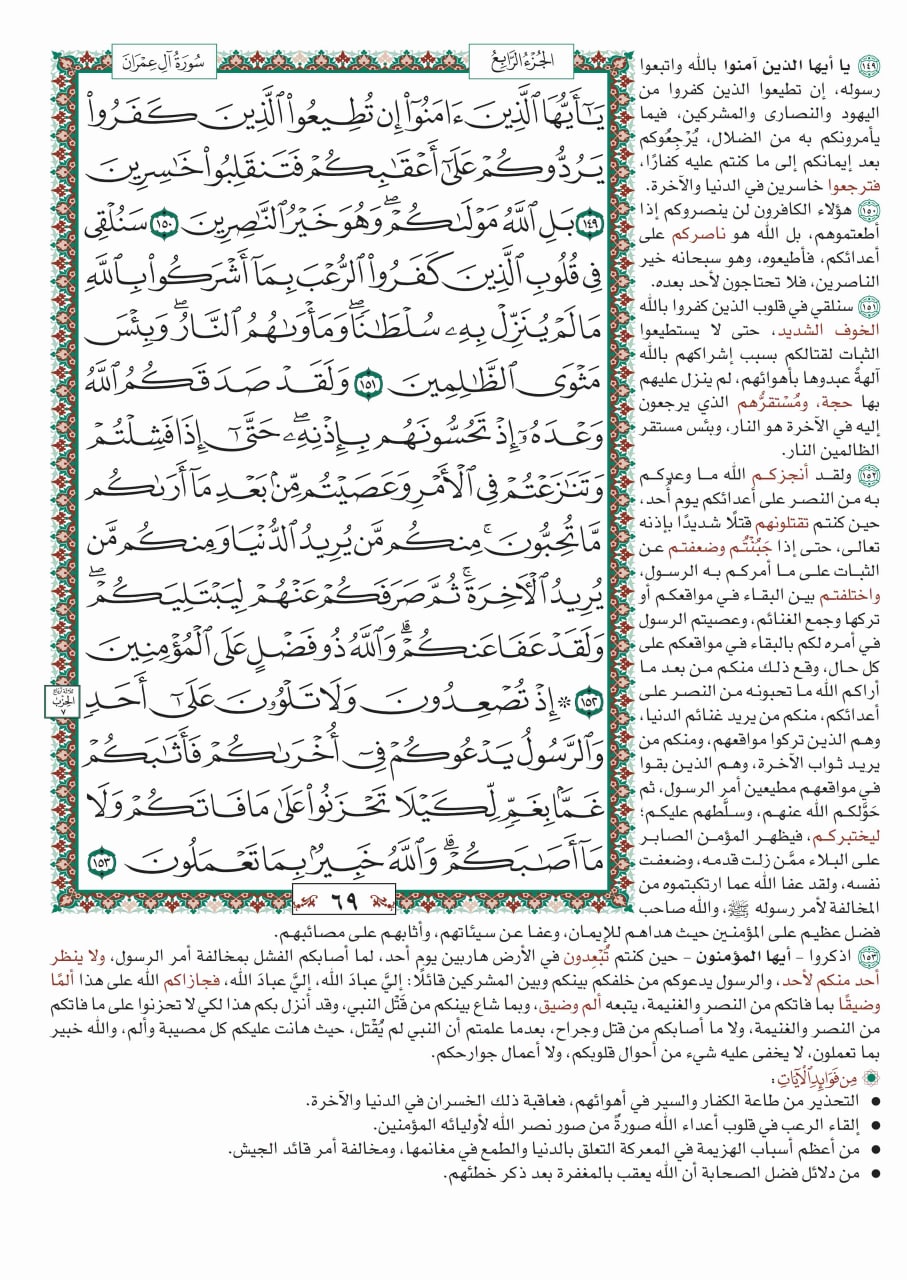 سُورَةُ آلِ عِمْرَانَ
الجُزْءُ الرَّابِعُ
يَٰٓأَيُّهَا ٱلَّذِينَ ءَامَنُوٓاْ إِن تُطِيعُواْ ٱلَّذِينَ كَفَرُواْ
يَرُدُّوكُمْ عَلَىٰٓ أَعْقَٰبِكُمْ فَتَنقَلِبُواْ خَٰسِرِينَ
١٤٩ بَلِ ٱللَّهُ مَوْلَىٰكُمْۖ وَهُوَ خَيْرُ ٱلنَّٰصِرِينَ ١٥٠ سَنُلْقِي
فِي قُلُوبِ ٱلَّذِينَ كَفَرُواْ ٱلرُّعْبَ بِمَآ أَشْرَكُواْ بِٱللَّهِ
مَا لَمْ يُنَزِّلْ بِهِۦ سُلْطَٰنٗاۖ وَمَأْوَىٰهُمُ ٱلنَّارُۖ وَبِئْسَ
مَثْوَى ٱلظَّٰلِمِينَ ١٥١ وَلَقَدْ صَدَقَكُمُ ٱللَّهُ
وَعْدَهُۥٓ إِذْ تَحُسُّونَهُم بِإِذْنِهِۦۖ حَتَّىٰٓ إِذَا فَشِلْتُمْ
وَتَنَٰزَعْتُمْ فِي ٱلْأَمْرِ وَعَصَيْتُم مِّنۢ بَعْدِ مَآ أَرَىٰكُم
مَّا تُحِبُّونَۚ مِنكُم مَّن يُرِيدُ ٱلدُّنْيَا وَمِنكُم مَّن
يُرِيدُ ٱلْأٓخِرَةَۚ ثُمَّ صَرَفَكُمْ عَنْهُمْ لِيَبْتَلِيَكُمْۖ
وَلَقَدْ عَفَا عَنكُمْۗ وَٱللَّهُ ذُو فَضْلٍ عَلَى ٱلْمُؤْمِنِينَ
١٥٢ ۞ إِذْ تُصْعِدُونَ وَلَا تَلْوُۥنَ عَلَىٰٓ أَحَدٖ
وَٱلرَّسُولُ يَدْعُوكُمْ فِيٓ أُخْرَىٰكُمْ فَأَثَٰبَكُمْ
غَمَّۢا بِغَمّٖ لِّكَيْلَا تَحْزَنُواْ عَلَىٰ مَا فَاتَكُمْ وَلَا
مَآ أَصَٰبَكُمْۗ وَٱللَّهُ خَبِيرُۢ بِمَا تَعْمَلُونَ ١٥٣
٦٩
الحزب
٧
١٤٩ يا أيها الذين آمنوا بالله واتبعوا
رسوله، إن تطيعوا الذين كفروا من
اليهود والنصارى والمشركين، فيما
يأمرونكم به من الضلال، يُرْجِعُوكم
بعد إيمانكم إلى ما كنتم عليه كفارًا،
فترجعوا خاسرين في الدنيا والآخرة.
١٥٠ هؤلاء الكافرون لن ينصروكم إذا
أطعتموهم، بل الله هو ناصركم على
أعدائكم، فأطيعوه، وهو سبحانه خير
الناصرين، فلا تحتاجون لأحد بعده.
١٥١ سنلقي في قلوب الذين كفروا بالله
الخوف الشديد، حتى لا يستطيعوا
الثبات لقتالكم بسبب إشراكهم بالله
آلهةً عبدوها بأهوائهم، لم ينزل عليهم
بها حجة، ومُسْتقرُّهم الذي يرجعون
إليه في الآخرة هو النار، وبئس مستقر
الظالمين النار.
١٥٢ ولقد أنجزكم الله ما وعدكم
به من النصر على أعدائكم يوم أُحد،
حين كنتم تقتلونهم قتلًا شديدًا بإذنه
تعالى، حتى إذا جَبُنْتُم وضعفتم عن
الثبات على ما أمركم به الرسول،
واختلفتم بين البقاء في مواقعكم أو
تركها وجمع الغنائم، وعصيتم الرسول
في أمره لكم بالبقاء في مواقعكم على
كل حال، وقع ذلك منكم من بعد ما
أراكم الله ما تحبونه من النصر على
أعدائكم، منكم من يريد غنائم الدنيا،
وهم الذين تركوا مواقعهم، ومنكم من
يريد ثواب الآخرة، وهم الذين بقوا
في مواقعهم مطيعين أمر الرسول، ثم
حَوَّلكم الله عنهم، وسلَّطهم عليكم؛
ليختبركم، فيظهر المؤمن الصابر
على البلاء ممَّن زلت قدمه، وضعفت
نفسه، ولقد عفا الله عما ارتكبتموه من
المخالفة لأمر رسوله ﷺ، والله صاحب
فضل عظيم على المؤمنين حيث هداهم للإيمان، وعفا عن سيئاتهم، وأثابهم على مصائبهم.
١٥٣ اذكروا - أيها المؤمنون - حين كنتم تُبْعِدون في الأرض هاربين يوم أحد، لما أصابكم الفشل بمخالفة أمر الرسول، ولا ينظر
أحد منكم لأحد، والرسول يدعوكم من خلفكم بينكم وبين المشركين قائلًا: إليَّ عبادَ الله، إليَّ عبادَ الله، فجازاكم الله على هذا ألمًا
وضيقًا بما فاتكم من النصر والغنيمة، يتبعه ألم وضيق، وبما شاع بينكم من قَتْل النبي، وقد أنزل بكم هذا لكي لا تحزنوا على ما فاتكم
من النصر والغنيمة، ولا ما أصابكم من قتل وجراح، بعدما علمتم أن النبي لم يُقْتل، حيث هانت عليكم كل مصيبة وألم، والله خبير
بما تعملون، لا يخفى عليه شيء من أحوال قلوبكم، ولا أعمال جوارحكم.
مِن فَوَائِدِ الْآيَاتِ:
● التحذير من طاعة الكفار والسير في أهوائهم، فعاقبة ذلك الخسران في الدنيا والآخرة.
● إلقاء الرعب في قلوب أعداء الله صورةٌ من صور نصر الله لأوليائه المؤمنين.
● من أعظم أسباب الهزيمة في المعركة التعلق بالدنيا والطمع في مغانمها، ومخالفة أمر قائد الجيش.
● من دلائل فضل الصحابة أن الله يعقب بالمغفرة بعد ذكر خطئهم.